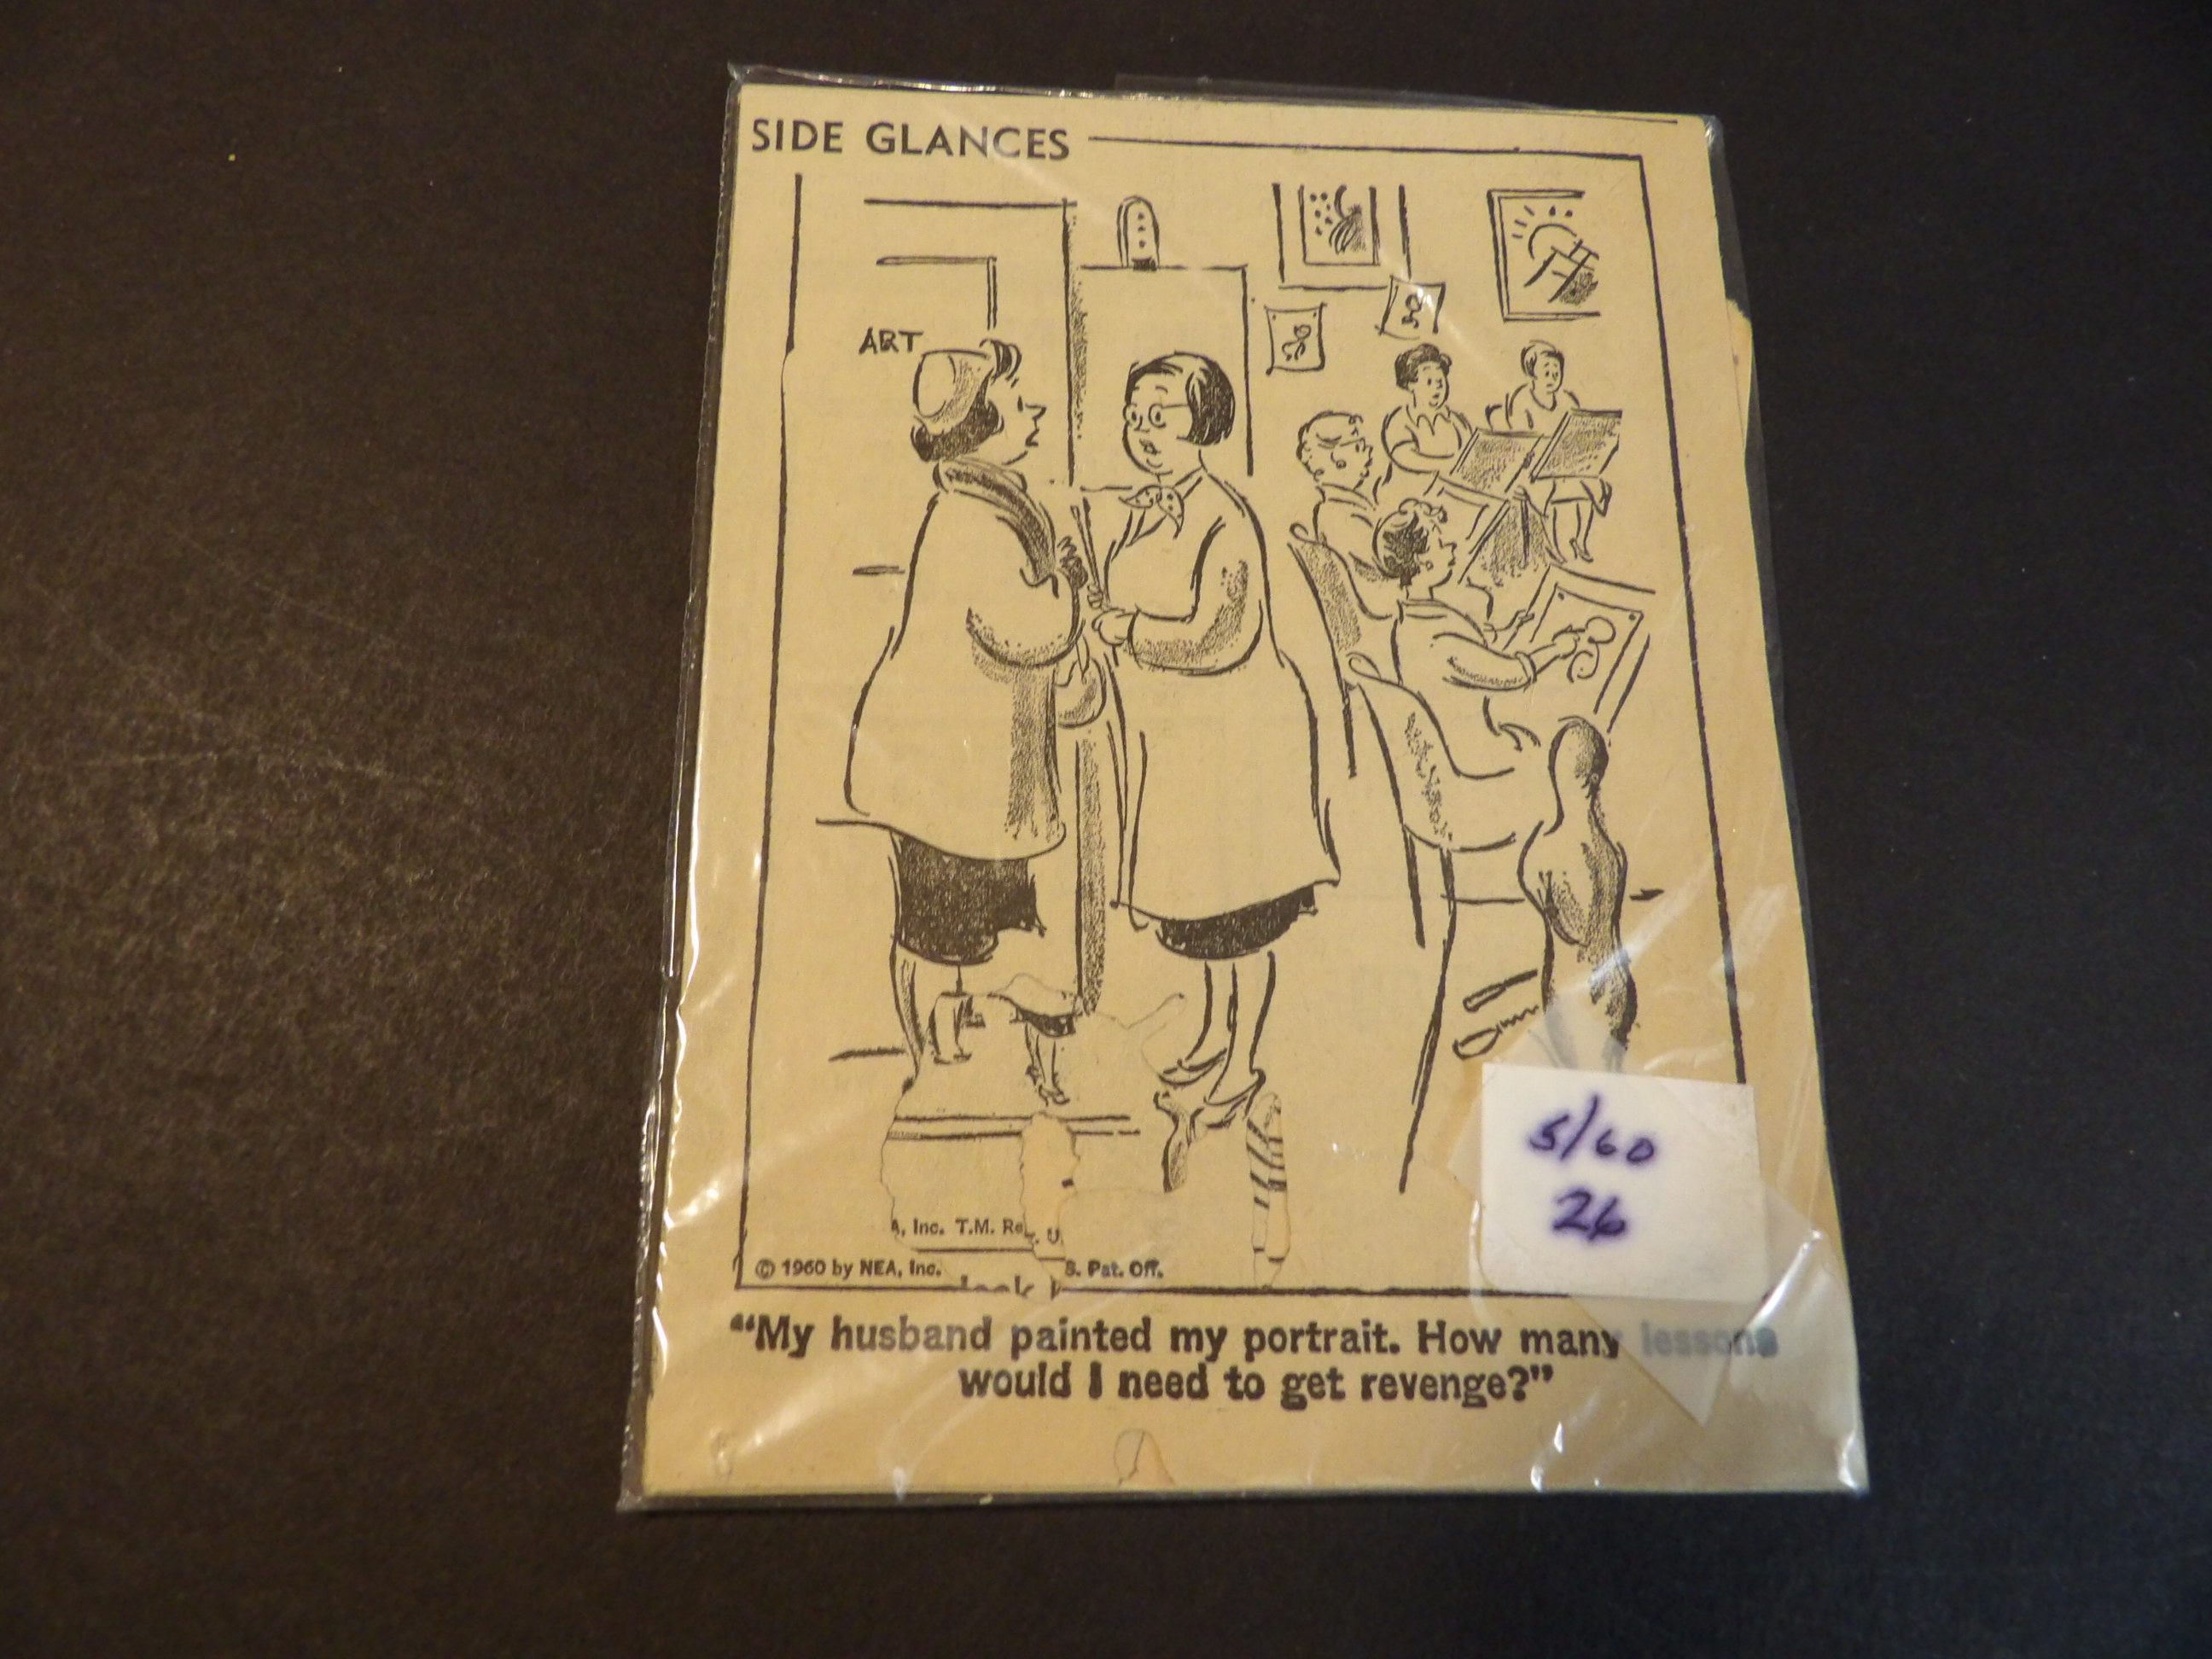 SIDE GLANCES
ART
A, Inc. T.M. Re
U
© 1960 by NEA, Inc.
S. Pat. Off.
"My husband painted my portrait. How many lessons
would I need to get revenge?"
5/60
26